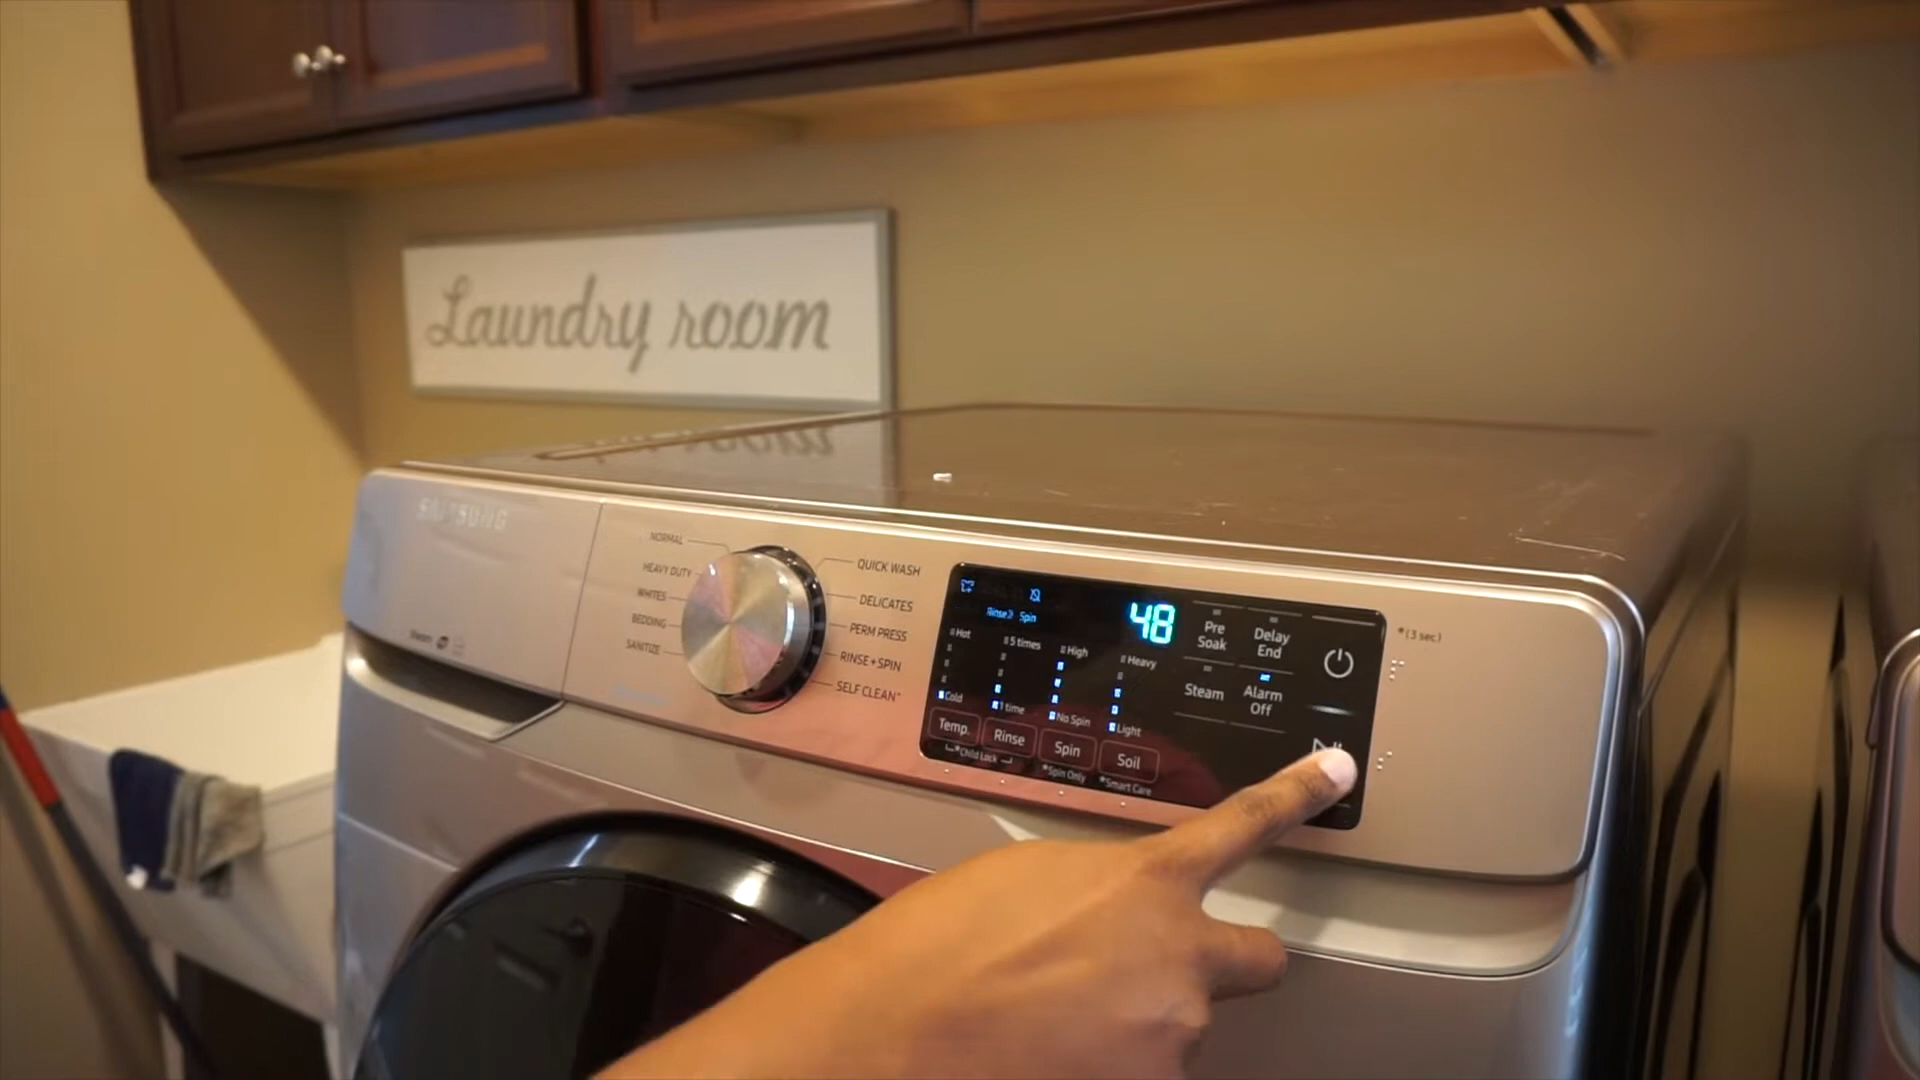 Laundry room
SAMSUNG
NORMAL
HEAVY DUTY
WHITES
BEDDING
SANITIZE
QUICK WASH
DELICATES
PERM PRESS
RINSE + SPIN
SELF CLEAN*
Steam
Rinse Spin
48
Hot
5 times
High
Heavy
Cold
1 time
No Spin
Light
Temp.
Rinse
Spin
Soil
*Child Lock
*Spin Only
*Smart Care
Pre Soak
Delay End
Steam
Alarm Off
*(3 sec.)